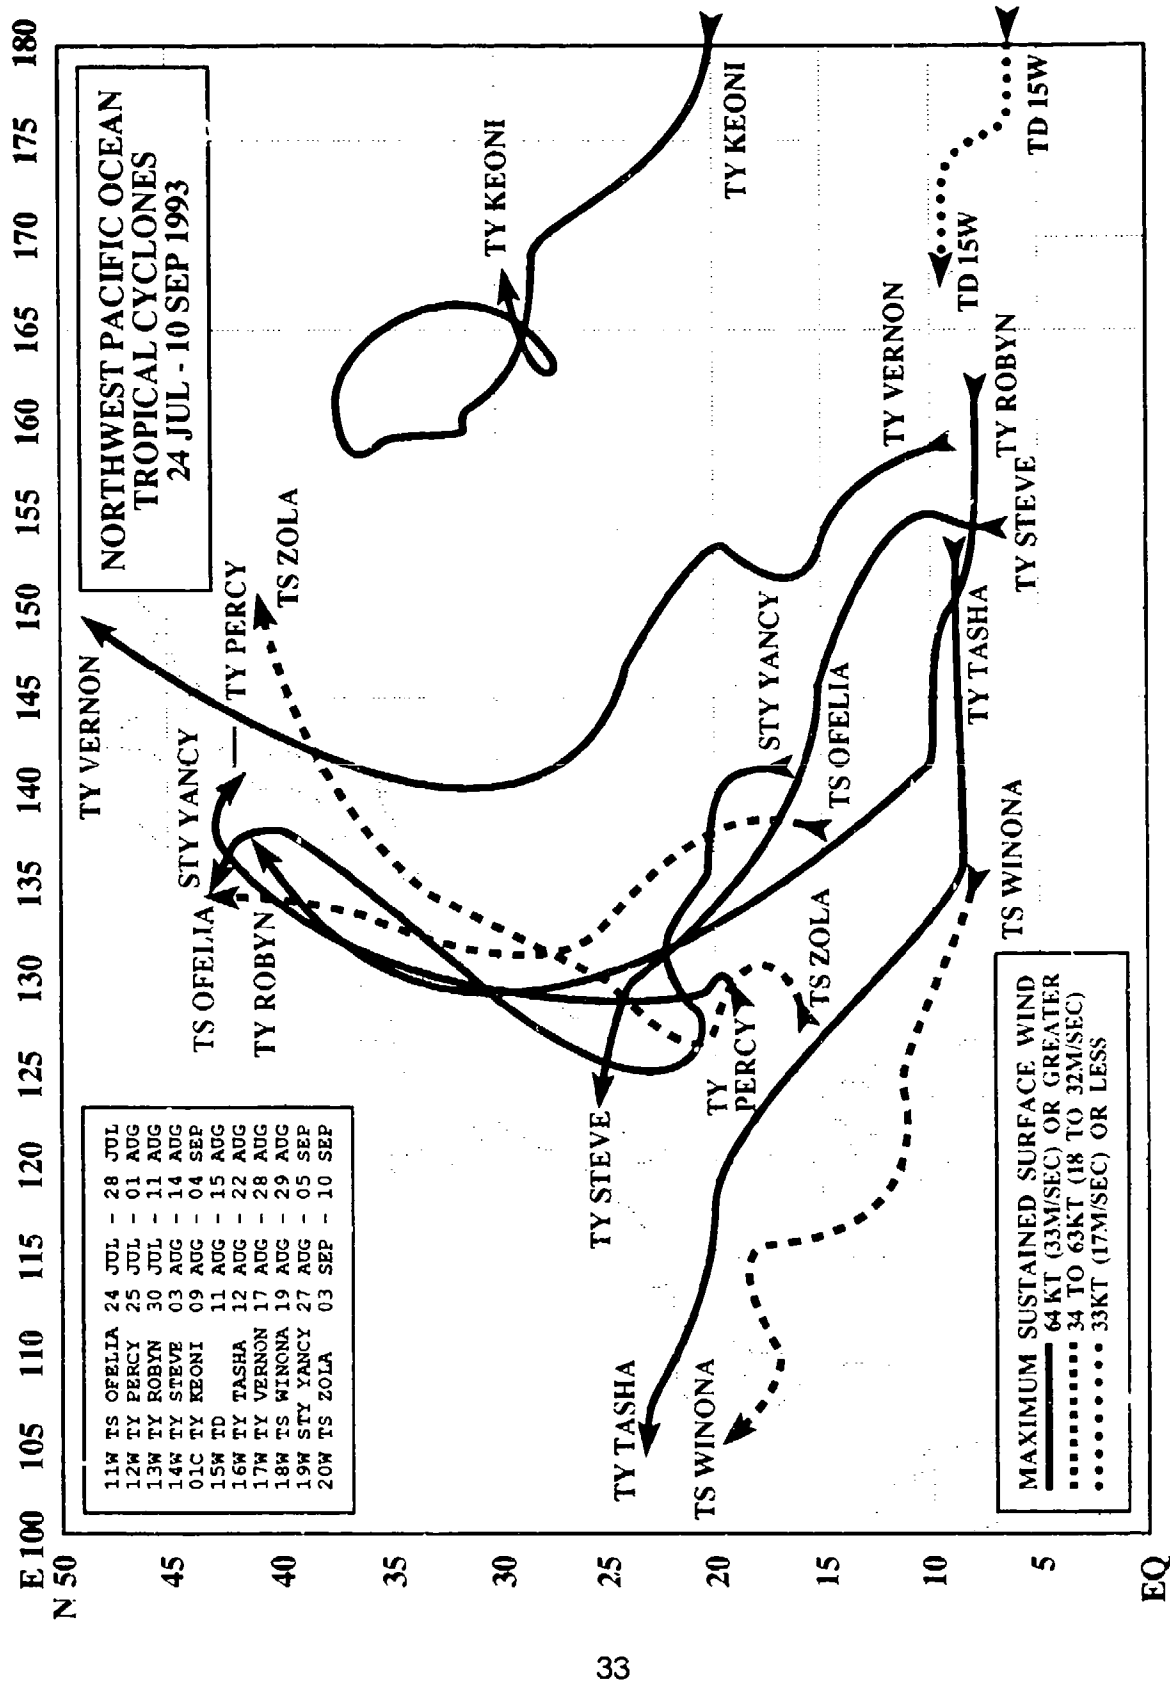 NORTHWEST PACIFIC OCEAN
TROPICAL CYCLONES
24 JUL - 10 SEP 1993
11W TS OFELIA 24 JUL - 28 JUL
12W TY PERCY 25 JUL - 01 AUG
13W TY ROBYN 30 JUL - 11 AUG
14W TY STEVE 03 AUG - 14 AUG
01C TY KEONI 09 AUG - 04 SEP
15W TD 11 AUG - 15 AUG
16W TY TASHA 12 AUG - 22 AUG
17W TY VERNON 17 AUG - 28 AUG
18W TS WINONA 19 AUG - 29 AUG
19W STY YANCY 27 AUG - 05 SEP
20W TS ZOLA 03 SEP - 10 SEP
E 100 105 110 115 120 125 130 135 140 145 150 155 160 165 170 175 180
N 50
45
40
35
30
25
20
15
10
5
EQ
TY VERNON
STY YANCY
TY PERCY
TS ZOLA
TS OFELIA
TY ROBYN
TY KEONI
TY STEVE
TY KEONI
TY TASHA
TS WINONA
TY
PERCY
STY YANCY
TS ZOLA
TS OFELIA
TY VERNON
TD 15W
TD 15W
TY TASHA
TS WINONA
TY ROBYN
TY STEVE
MAXIMUM SUSTAINED SURFACE WIND
64 KT (33M/SEC) OR GREATER
34 TO 63KT (18 TO 32M/SEC)
33KT (17M/SEC) OR LESS
33